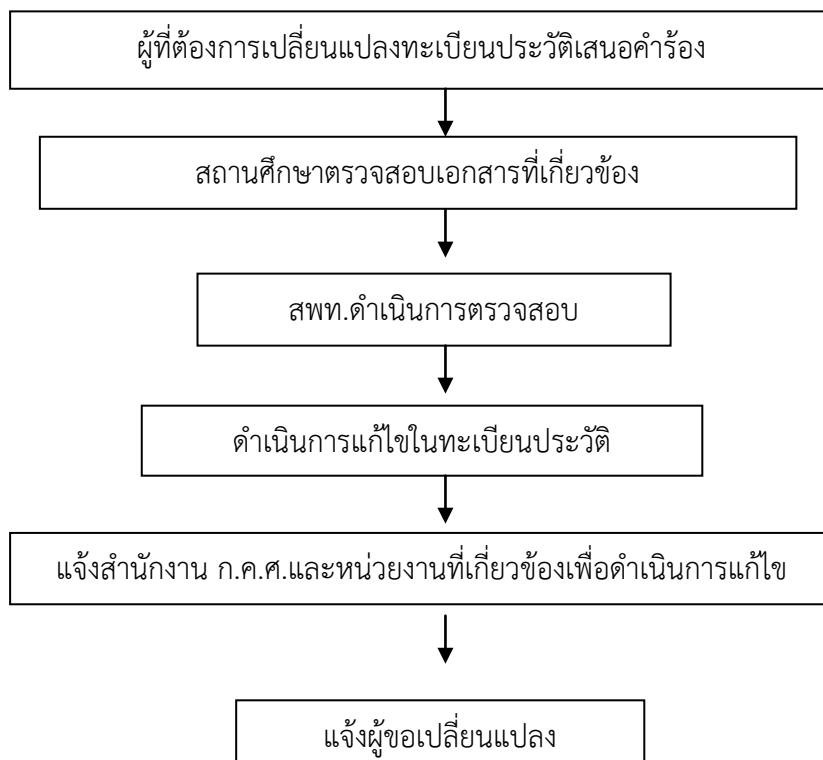 ผู้ที่ต้องการเปลี่ยนแปลงทะเบียนประวัติเสนอคำร้อง
สถานศึกษาตรวจสอบเอกสารที่เกี่ยวข้อง
สพท.ดำเนินการตรวจสอบ
ดำเนินการแก้ไขในทะเบียนประวัติ
แจ้งสำนักงาน ก.ค.ศ.และหน่วยงานที่เกี่ยวข้องเพื่อดำเนินการแก้ไข
แจ้งผู้ขอเปลี่ยนแปลง